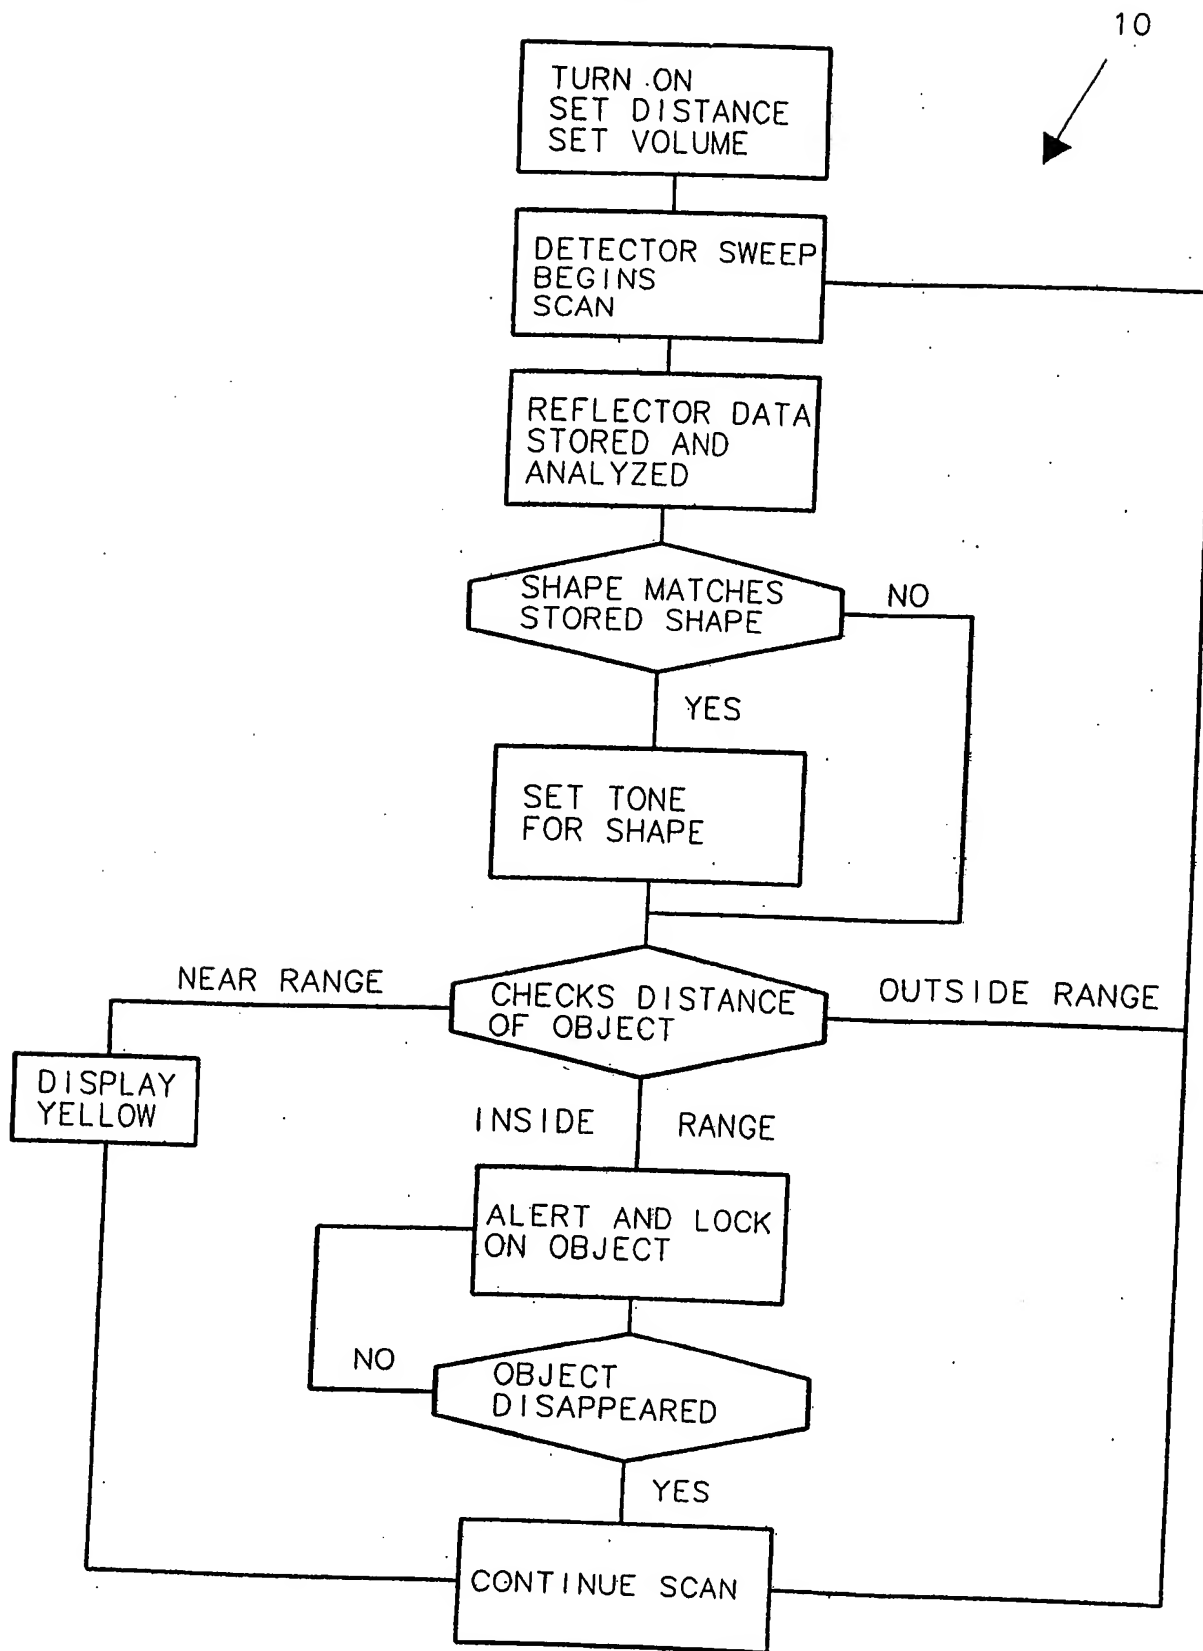 10
TURN ON
SET DISTANCE
SET VOLUME
DETECTOR SWEEP
BEGINS
SCAN
REFLECTOR DATA
STORED AND
ANALYZED
SHAPE MATCHES
STORED SHAPE
NO
YES
SET TONE
FOR SHAPE
NEAR RANGE
CHECKS DISTANCE
OF OBJECT
OUTSIDE RANGE
DISPLAY
YELLOW
INSIDE RANGE
ALERT AND LOCK
ON OBJECT
NO
OBJECT
DISAPPEARED
YES
CONTINUE SCAN